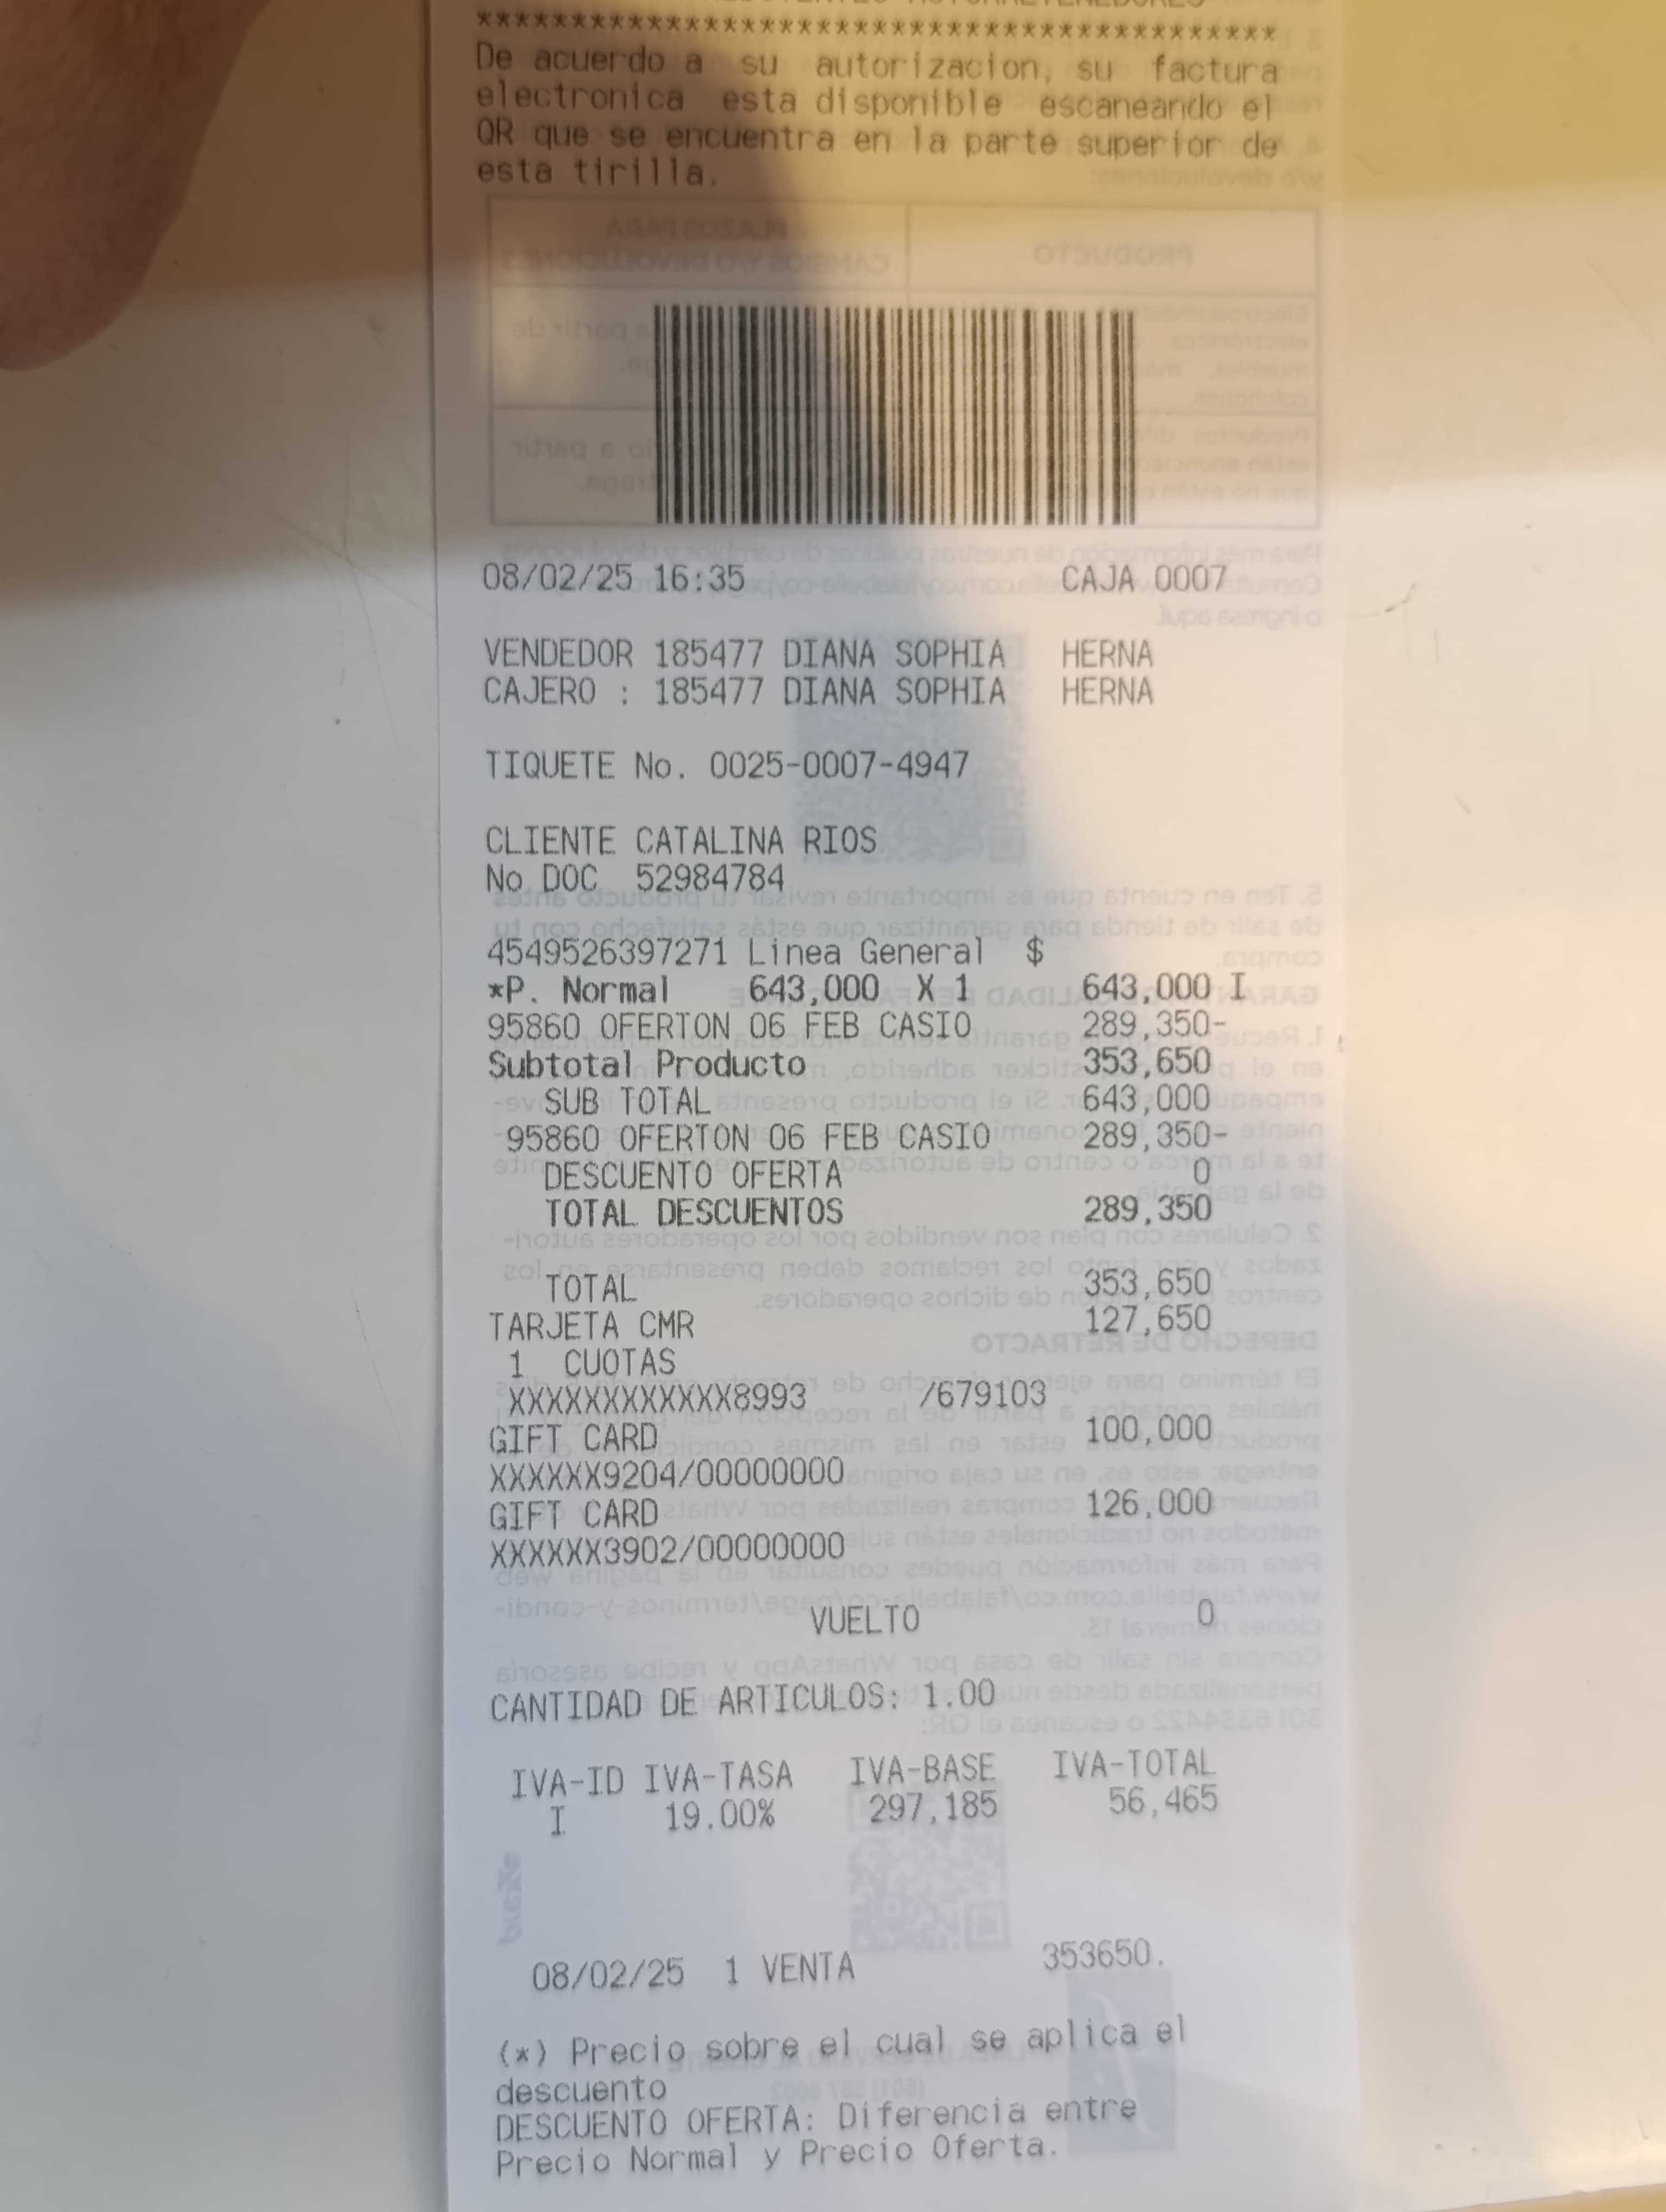 *******************************************
De acuerdo a su autorizacion, su factura
electronica esta disponible escaneando el
QR que se encuentra en la parte superior de
esta tirilla.
08/02/25 16:35 CAJA 0007
VENDEDOR 185477 DIANA SOPHIA HERNA
CAJERO : 185477 DIANA SOPHIA HERNA
TIQUETE No. 0025-0007-4947
CLIENTE CATALINA RIOS
No DOC 52984784
4549526397271 Linea General $
*P. Normal 643,000 X 1 643,000 I
95860 OFERTON 06 FEB CASIO 289,350-
Subtotal Producto 353,650
SUB TOTAL 643,000
95860 OFERTON 06 FEB CASIO 289,350-
DESCUENTO OFERTA 0
TOTAL DESCUENTOS 289,350
TOTAL 353,650
TARJETA CMR 127,650
1 CUOTAS
XXXXXXXXXXXX8993 /679103
GIFT CARD 100,000
XXXXXX9204/00000000
GIFT CARD 126,000
XXXXXX3902/00000000
VUELTO 0
CANTIDAD DE ARTICULOS: 1.00
IVA-ID IVA-TASA IVA-BASE IVA-TOTAL
I 19.00% 297,185 56,465
08/02/25 1 VENTA 353650.
(*) Precio sobre el cual se aplica el
descuento
DESCUENTO OFERTA: Diferencia entre
Precio Normal y Precio Oferta.